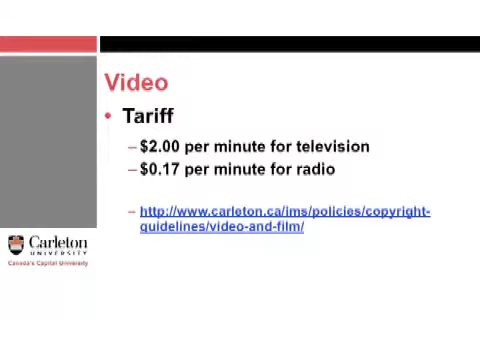 Video
• Tariff
– $2.00 per minute for television
– $0.17 per minute for radio
– http://www.carleton.ca/ims/policies/copyright-
guidelines/video-and-film/
Carleton
UNIVERSITY
Canada's Capital University